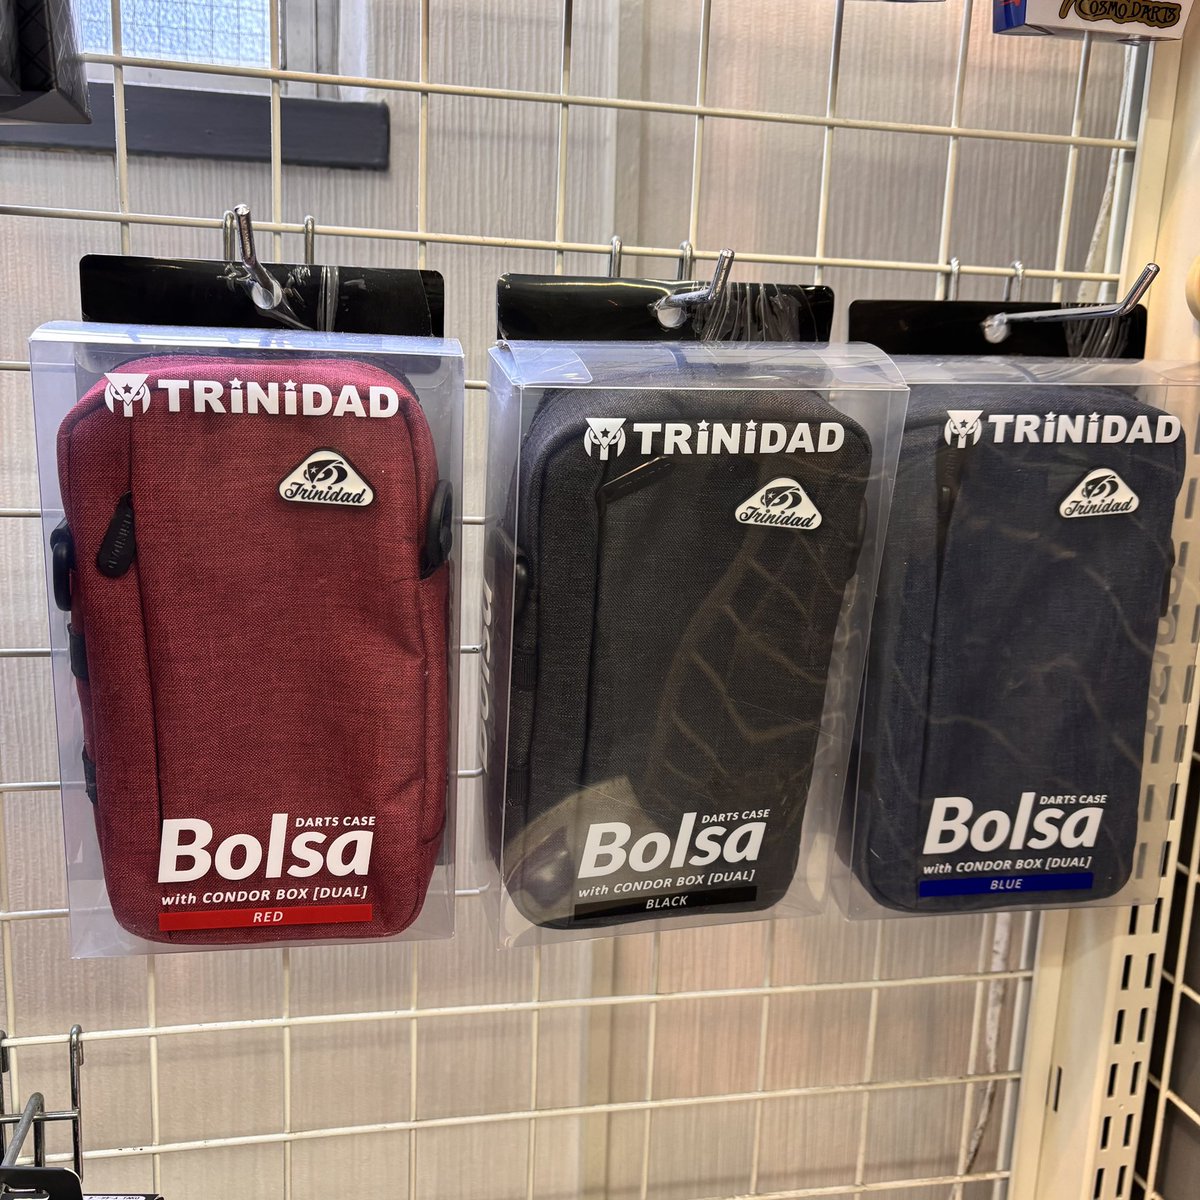 COSMO DARTS
TRiNiDAD
Trinidad
DARTS CASE
Bolsa
with CONDOR BOX [DUAL]
RED
TRiNiDAD
Trinidad
Bolsa
DARTS CASE
Bolsa
with CONDOR BOX [DUAL]
BLACK
TRiNiDAD
Trinidad
DARTS CASE
Bolsa
with CONDOR BOX [DUAL]
BLUE